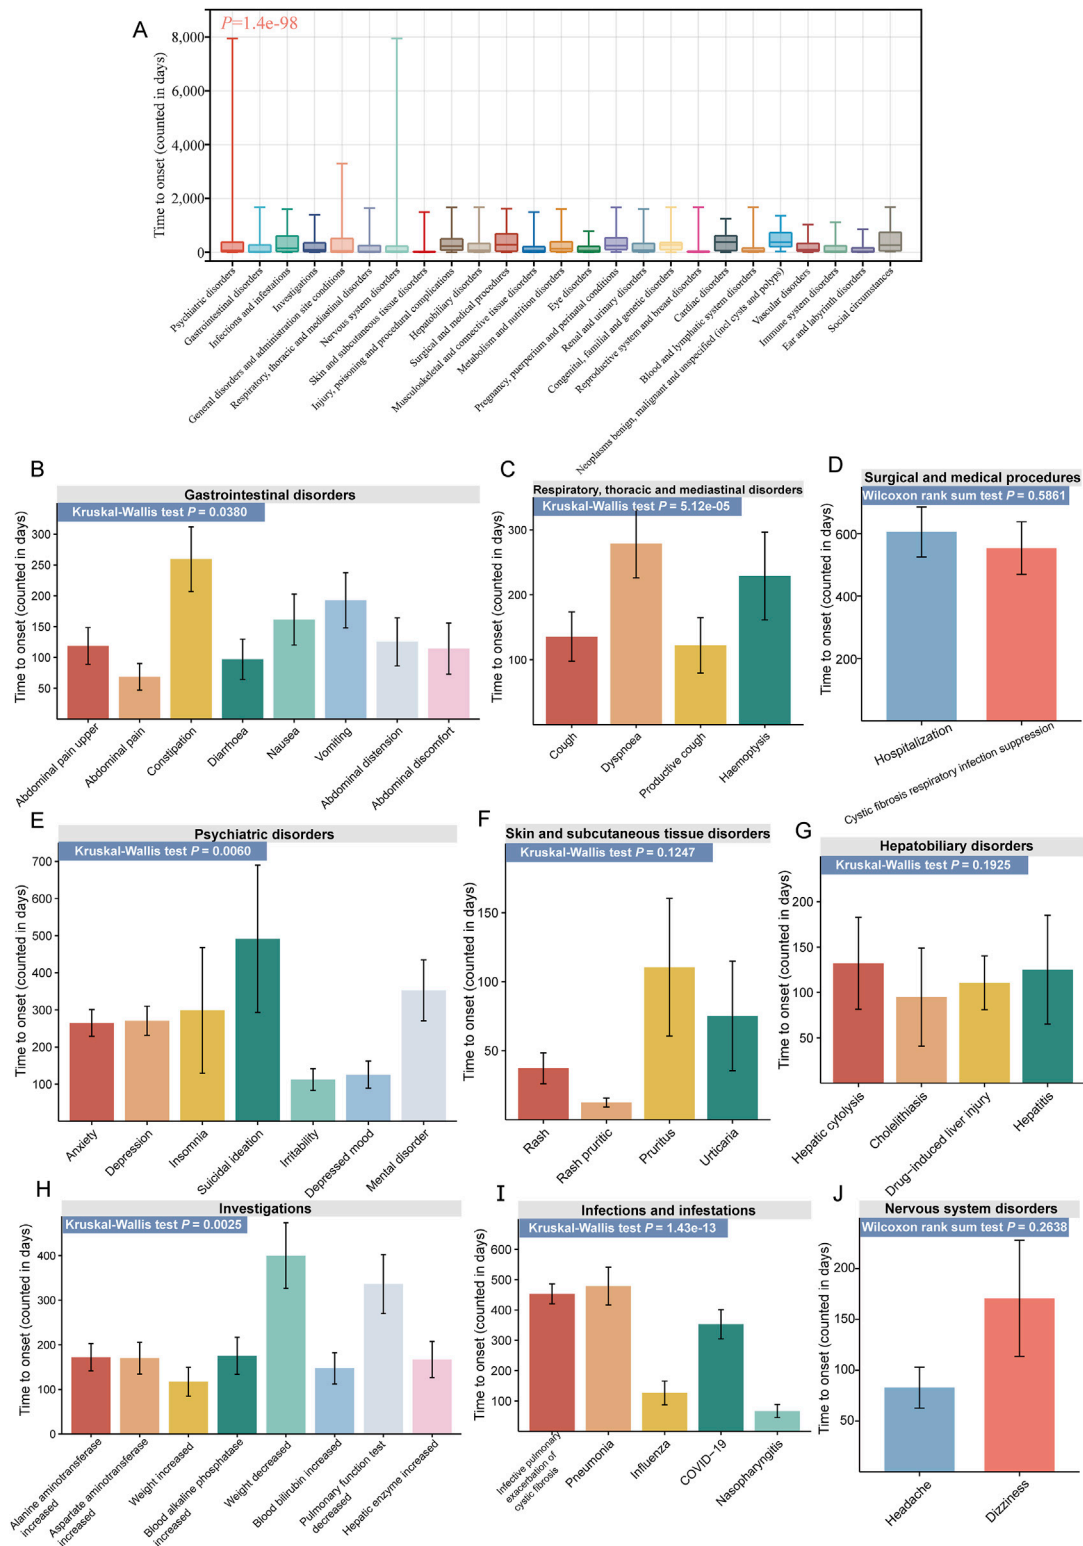 A
P=1.4e-98
Time to onset (counted in days)
8,000
6,000
4,000
2,000
0
Psychiatric disorders
Gastrointestinal disorders
Infections and infestations
Investigations
General disorders and administration site conditions
Respiratory, thoracic and mediastinal disorders
Nervous system disorders
Skin and subcutaneous tissue disorders
Injury, poisoning and procedural complications
Hepatobiliary disorders
Surgical and medical procedures
Musculoskeletal and connective tissue disorders
Metabolism and nutrition disorders
Eye disorders
Pregnancy, puerperium and perinatal conditions
Renal and urinary disorders
Congenital, familial and genetic disorders
Reproductive system and breast disorders
Cardiac disorders
Blood and lymphatic system disorders
Neoplasms benign, malignant and unspecified (incl cysts and polyps)
Vascular disorders
Immune system disorders
Ear and labyrinth disorders
Social circumstances
B
Gastrointestinal disorders
Kruskal-Wallis test P = 0.0380
Time to onset (counted in days)
300
250
200
150
100
50
Abdominal pain upper
Abdominal pain
Constipation
Diarrhoea
Nausea
Vomiting
Abdominal distension
Abdominal discomfort
C
Respiratory, thoracic and mediastinal disorders
Kruskal-Wallis test P = 5.12e-05
Time to onset (counted in days)
300
200
100
Cough
Dyspnoea
Productive cough
Haemoptysis
D
Surgical and medical procedures
Wilcoxon rank sum test P = 0.5861
Time to onset (counted in days)
600
400
200
Hospitalization
Cystic fibrosis respiratory infection suppression
E
Psychiatric disorders
Kruskal-Wallis test P = 0.0060
Time to onset (counted in days)
700
600
500
400
300
200
100
Anxiety
Depression
Insomnia
Suicidal ideation
Irritability
Depressed mood
Mental disorder
F
Skin and subcutaneous tissue disorders
Kruskal-Wallis test P = 0.1247
Time to onset (counted in days)
150
100
50
Rash
Rash pruritic
Pruritus
Urticaria
G
Hepatobiliary disorders
Kruskal-Wallis test P = 0.1925
Time to onset (counted in days)
200
150
100
50
Hepatic cytolysis
Cholelithiasis
Drug-induced liver injury
Hepatitis
H
Investigations
Kruskal-Wallis test P = 0.0025
Time to onset (counted in days)
400
300
200
100
0
Alanine aminotransferase
increased
Aspartate aminotransferase
increased
Weight increased
Blood alkaline phosphatase
increased
Weight decreased
Blood bilirubin increased
Pulmonary function test
decreased
Hepatic enzyme increased
I
Infections and infestations
Kruskal-Wallis test P = 1.43e-13
Time to onset (counted in days)
600
500
400
300
200
100
Infective pulmonary
exacerbation of
cystic fibrosis
Pneumonia
Influenza
COVID-19
Nasopharyngitis
J
Nervous system disorders
Wilcoxon rank sum test P = 0.2638
Time to onset (counted in days)
200
150
100
50
Headache
Dizziness